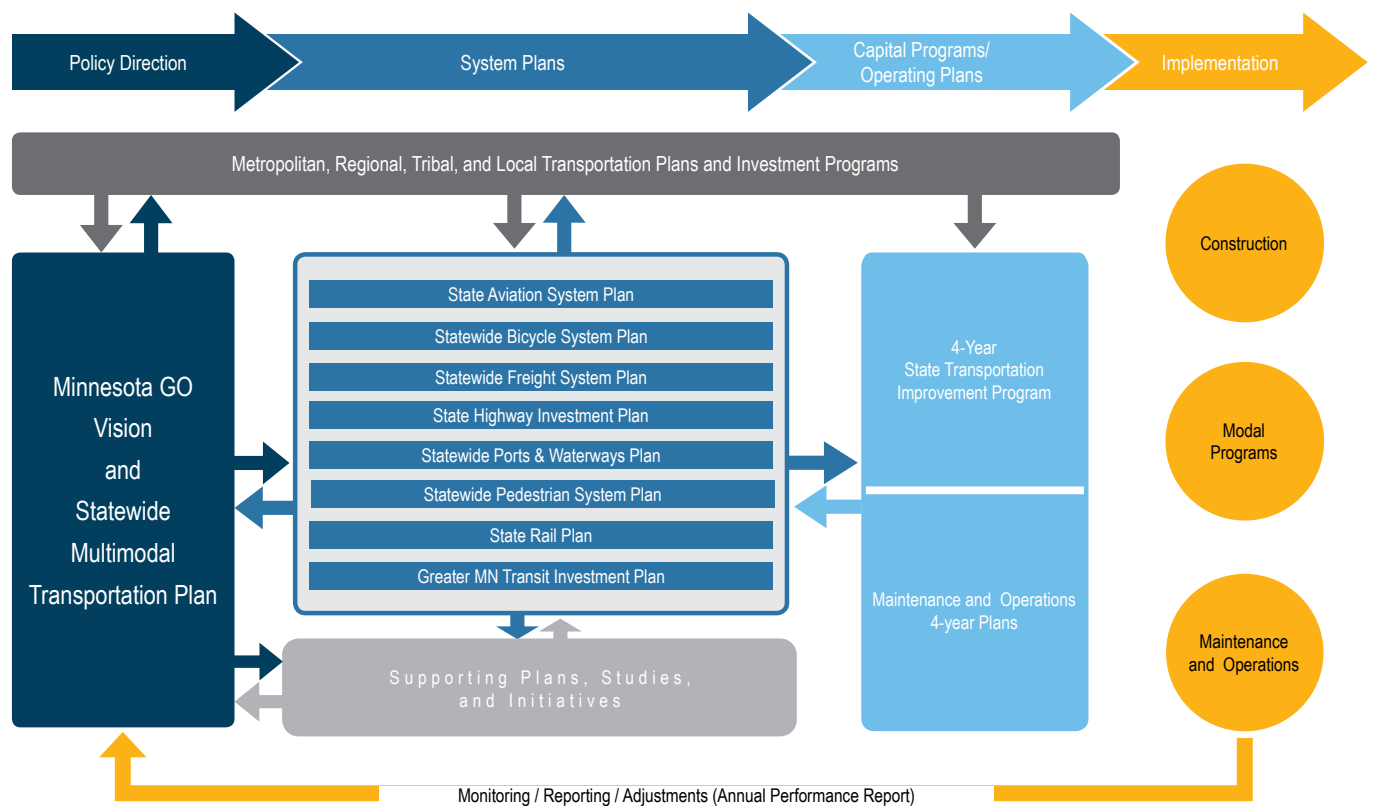 Policy Direction
System Plans
Capital Programs/
Operating Plans
Implementation
Metropolitan, Regional, Tribal, and Local Transportation Plans and Investment Programs
Minnesota GO
Vision
and
Statewide
Multimodal
Transportation Plan
State Aviation System Plan
Statewide Bicycle System Plan
Statewide Freight System Plan
State Highway Investment Plan
Statewide Ports & Waterways Plan
Statewide Pedestrian System Plan
State Rail Plan
Greater MN Transit Investment Plan
Supporting Plans, Studies,
and Initiatives
4-Year
State Transportation
Improvement Program
Maintenance and Operations
4-year Plans
Construction
Modal
Programs
Maintenance
and Operations
Monitoring / Reporting / Adjustments (Annual Performance Report)